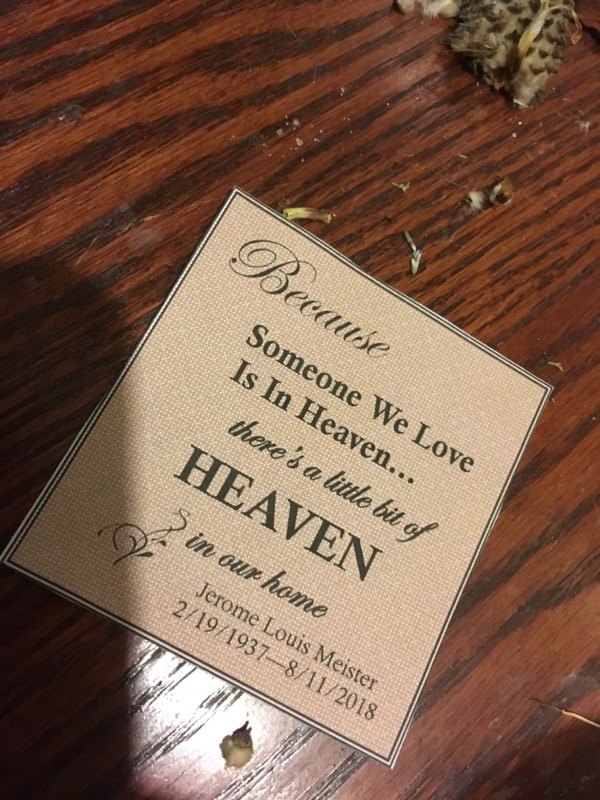 Because
Someone We Love
Is In Heaven...
there's a little bit of
HEAVEN
in our home
Jerome Louis Meister
2/19/1937—8/11/2018